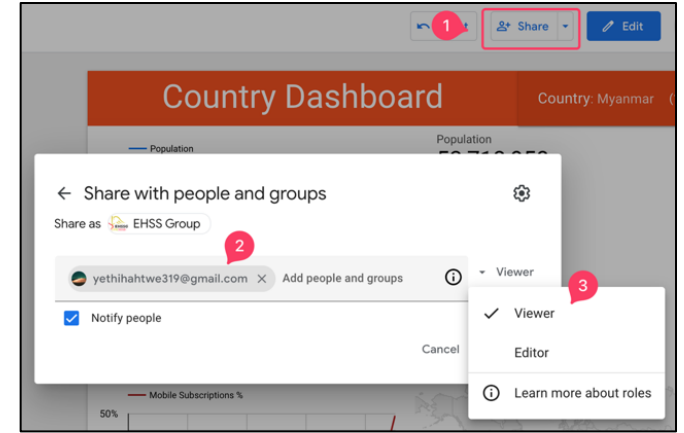 1
Share
Edit
Country Dashboard
Country: Myanmar
Population
Population
Share with people and groups
Share as EHSS Group
2
yethihahtwe319@gmail.com
Add people and groups
Viewer
3
Notify people
Viewer
Cancel
Editor
Learn more about roles
Mobile Subscriptions %
50%